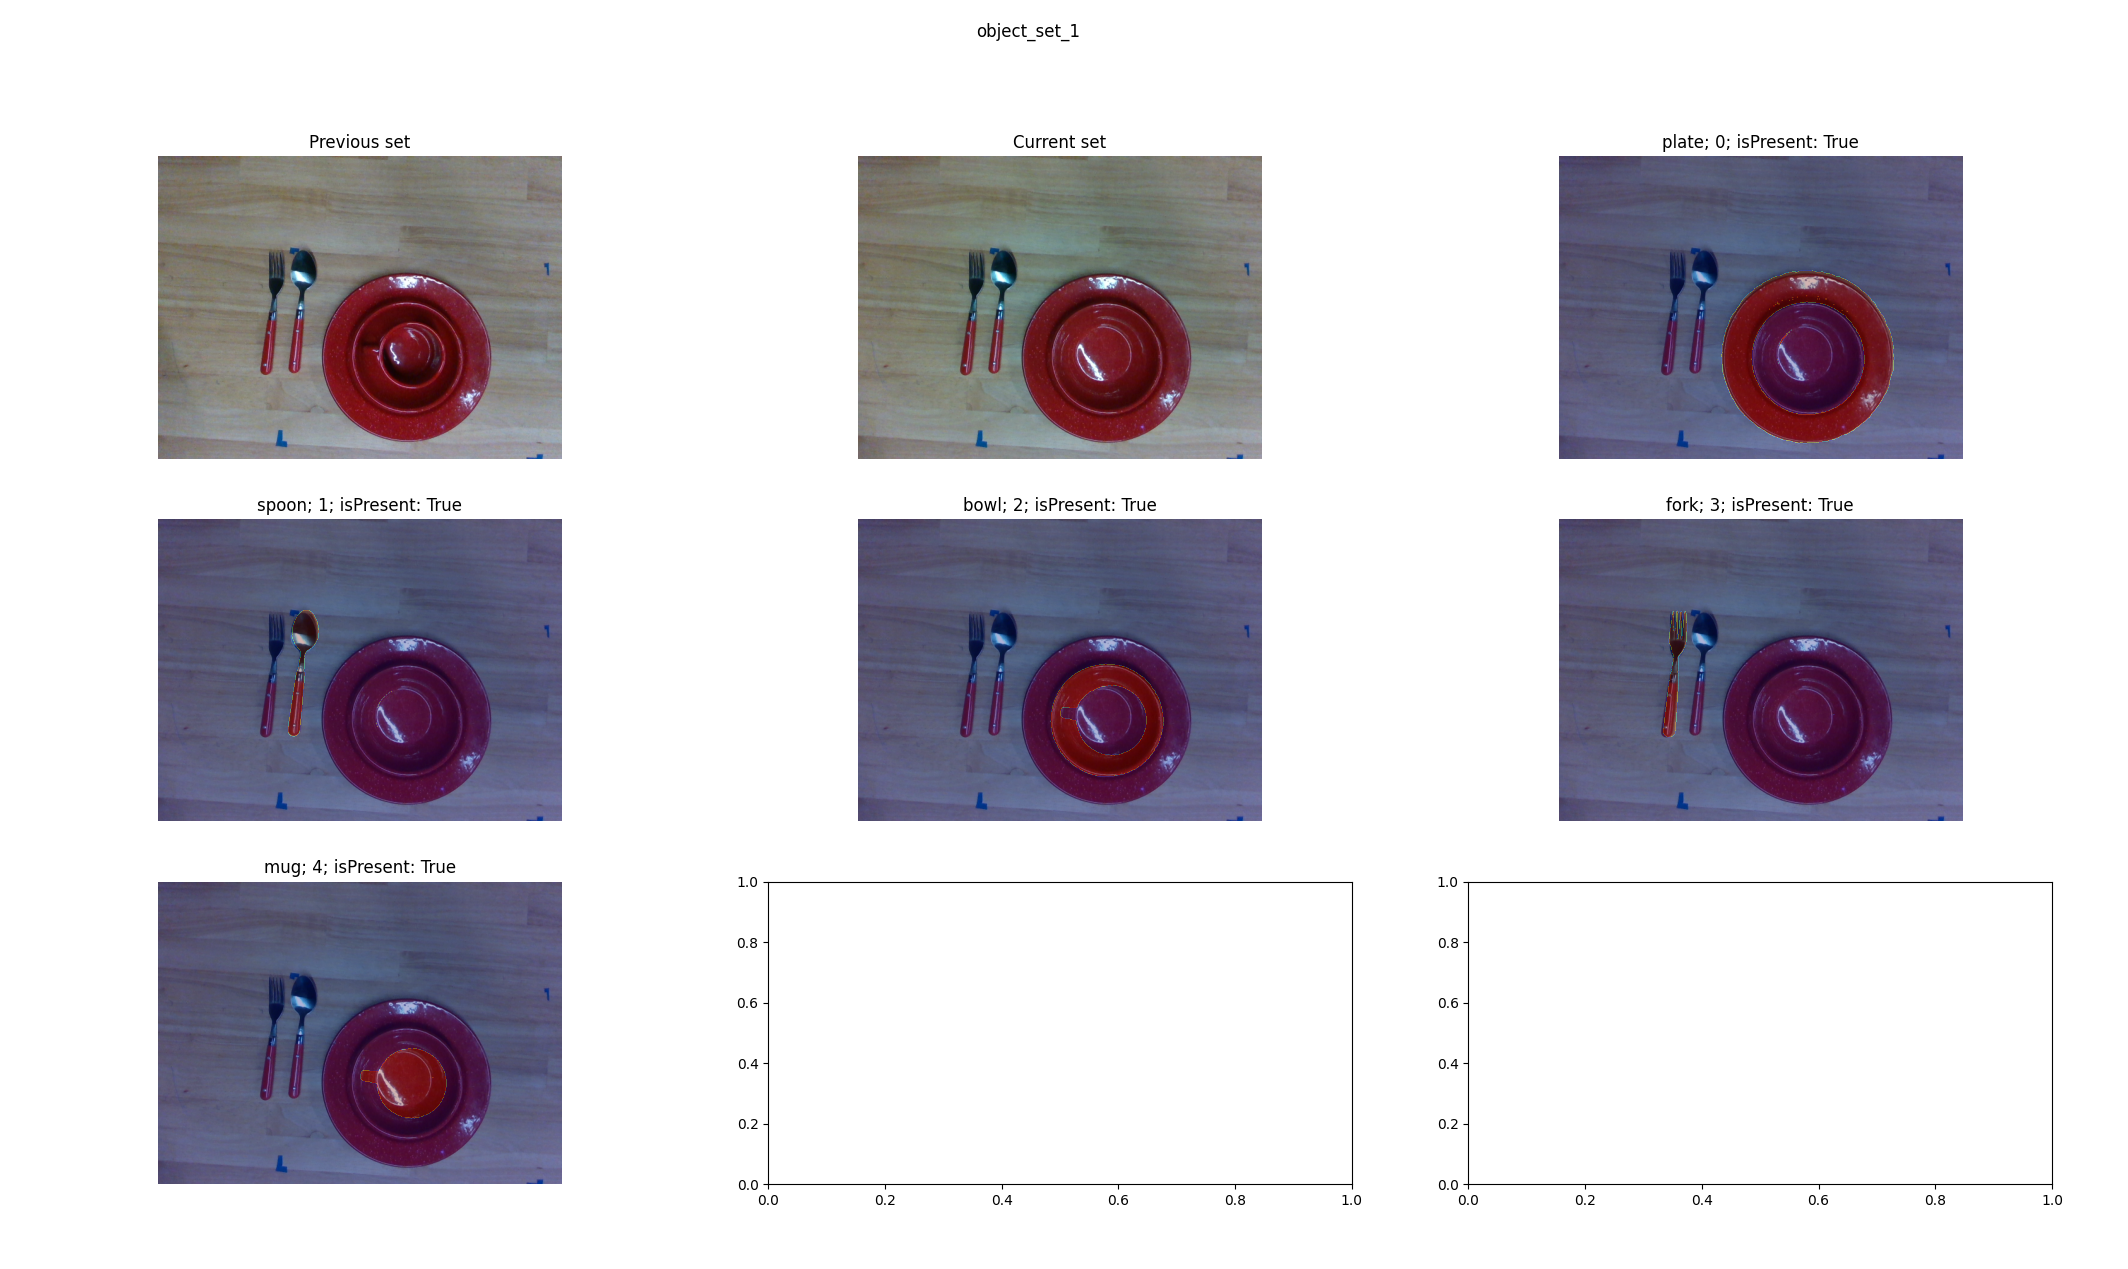 object_set_1
Previous set
Current set
plate; 0; isPresent: True
spoon; 1; isPresent: True
bowl; 2; isPresent: True
fork; 3; isPresent: True
mug; 4; isPresent: True
1.0
0.8
0.6
0.4
0.2
0.0
0.0 0.2 0.4 0.6 0.8 1.0
1.0
0.8
0.6
0.4
0.2
0.0
0.0 0.2 0.4 0.6 0.8 1.0